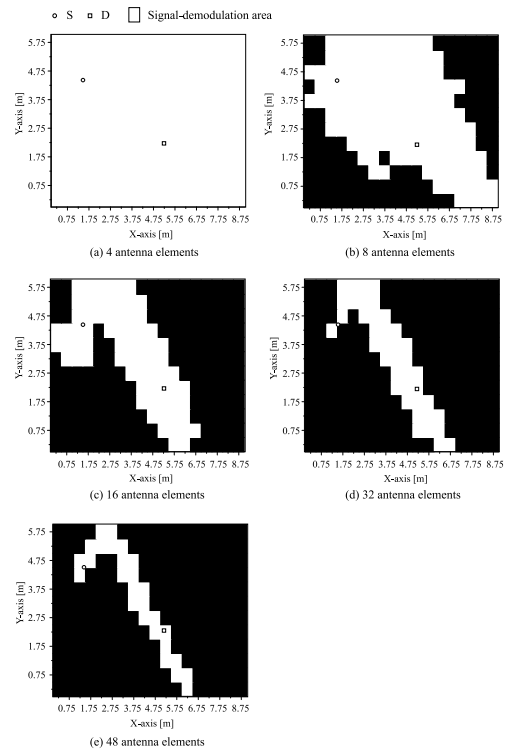 S D Signal-demodulation area
5.75 5.75
4.75 4.75
3.75 3.75
2.75 2.75
1.75 1.75
0.75 0.75
Y-axis [m] Y-axis [m]
0.75 1.75 2.75 3.75 4.75 5.75 6.75 7.75 8.75 0.75 1.75 2.75 3.75 4.75 5.75 6.75 7.75 8.75
X-axis [m] X-axis [m]
(a) 4 antenna elements (b) 8 antenna elements
5.75 5.75
4.75 4.75
3.75 3.75
2.75 2.75
1.75 1.75
0.75 0.75
Y-axis [m] Y-axis [m]
0.75 1.75 2.75 3.75 4.75 5.75 6.75 7.75 8.75 0.75 1.75 2.75 3.75 4.75 5.75 6.75 7.75 8.75
X-axis [m] X-axis [m]
(c) 16 antenna elements (d) 32 antenna elements
5.75
4.75
3.75
2.75
1.75
0.75
Y-axis [m]
0.75 1.75 2.75 3.75 4.75 5.75 6.75 7.75 8.75
X-axis [m]
(e) 48 antenna elements